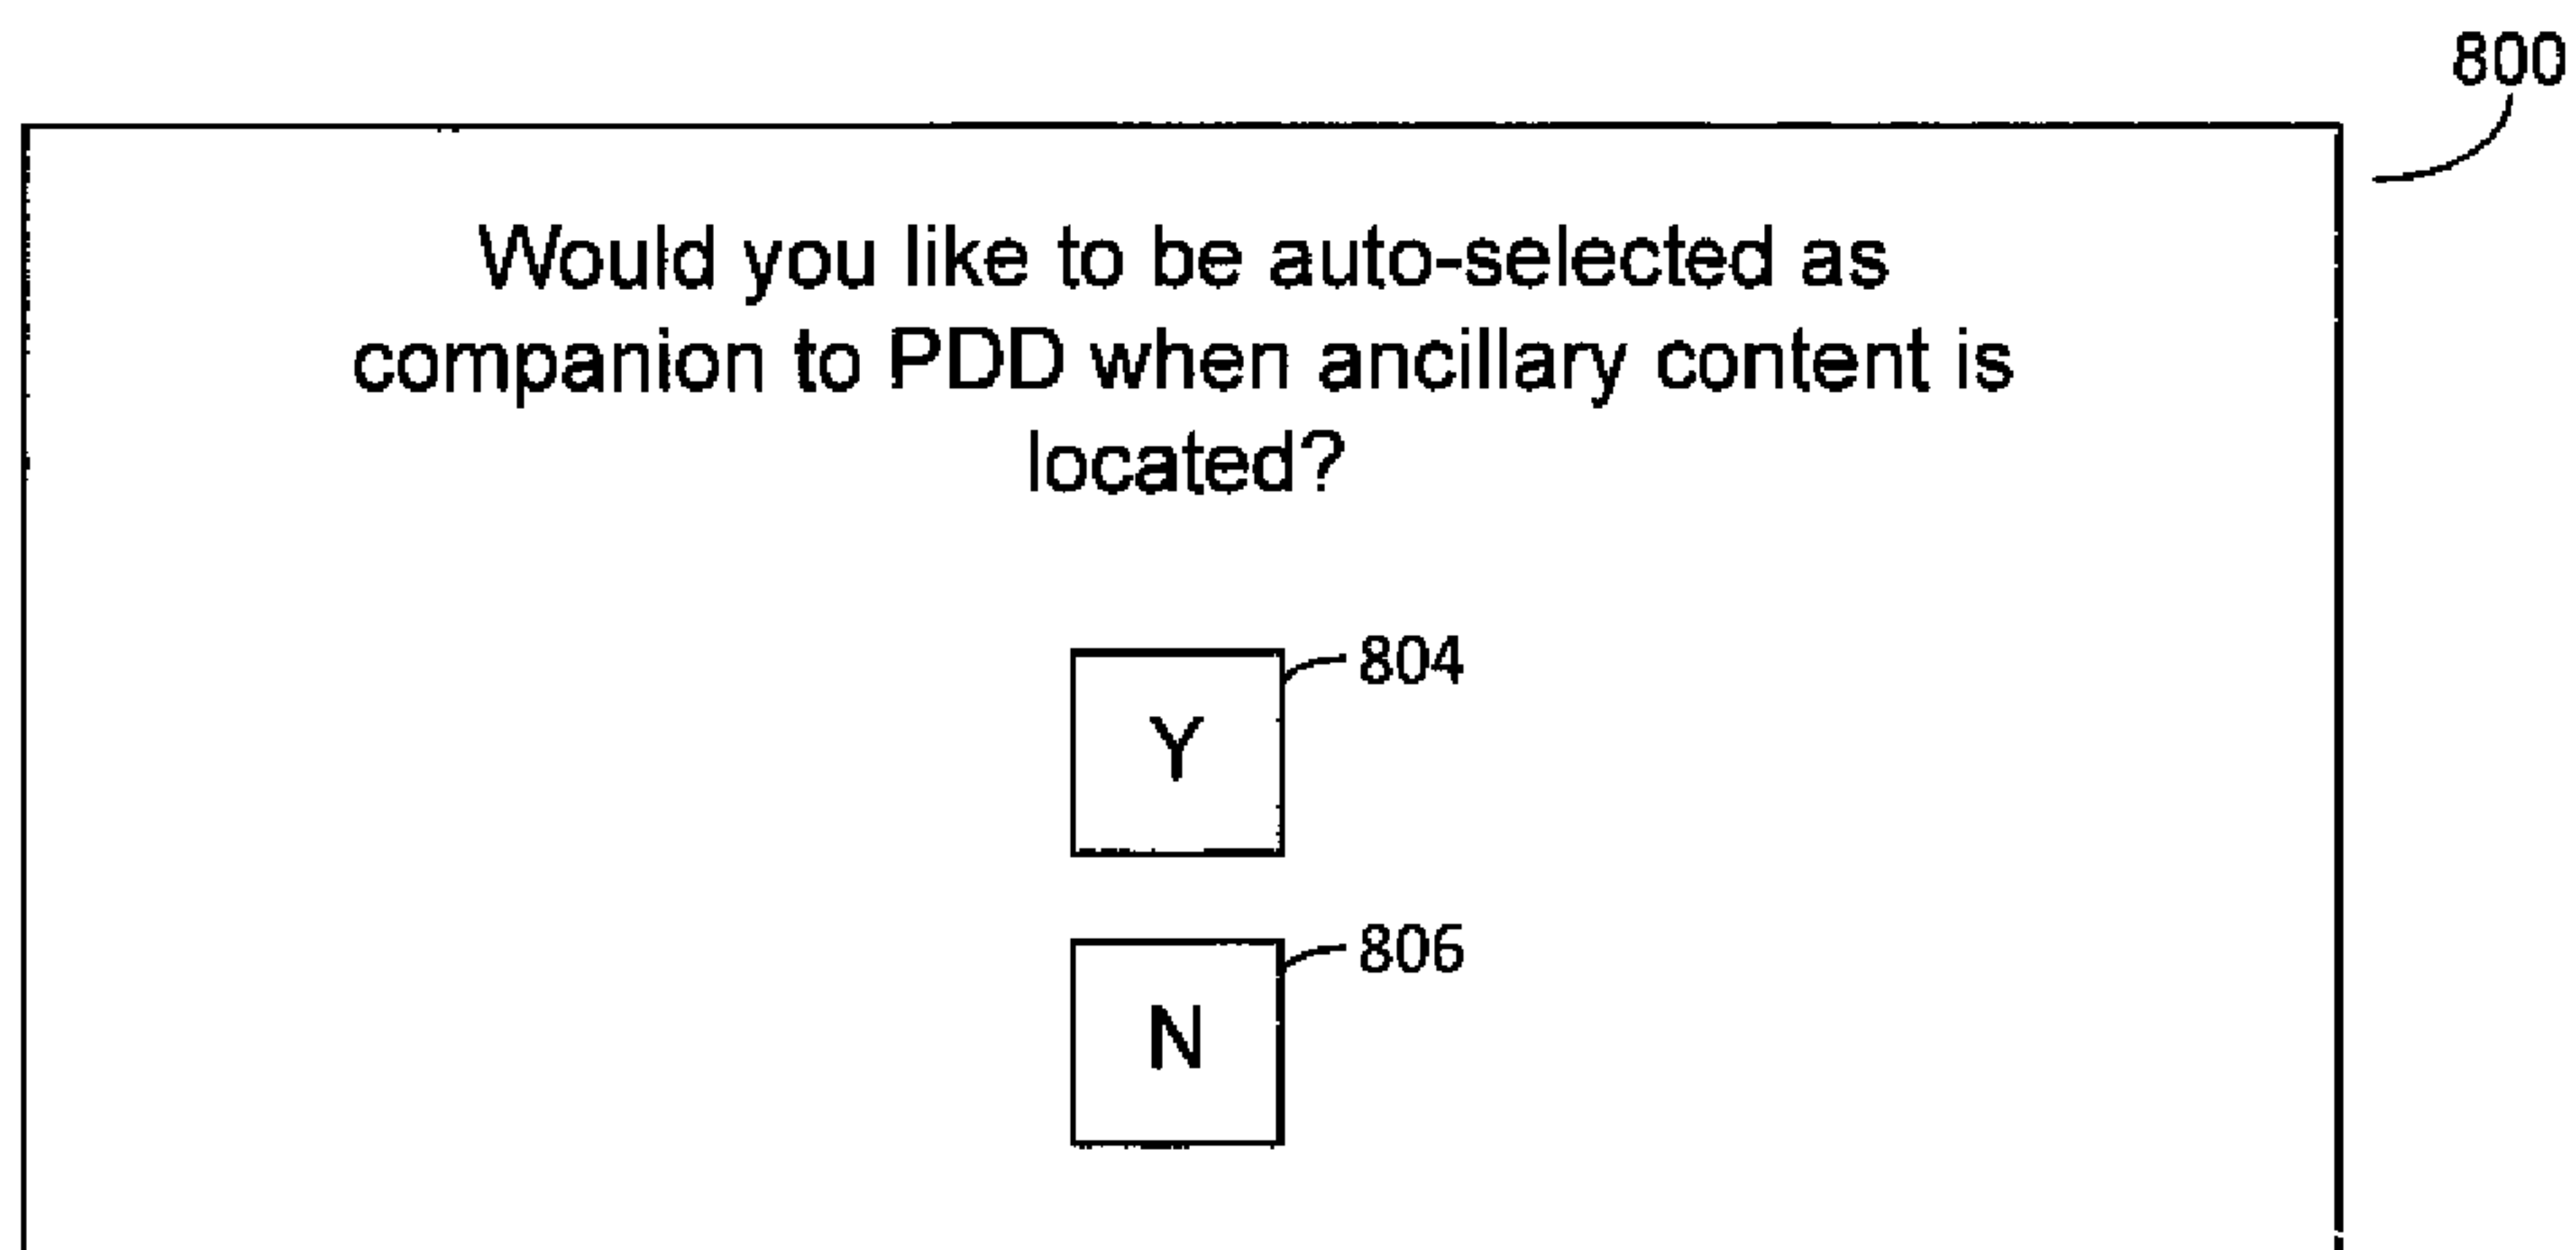 800
Would you like to be auto-selected as
companion to PDD when ancillary content is
located?
804
Y
806
N